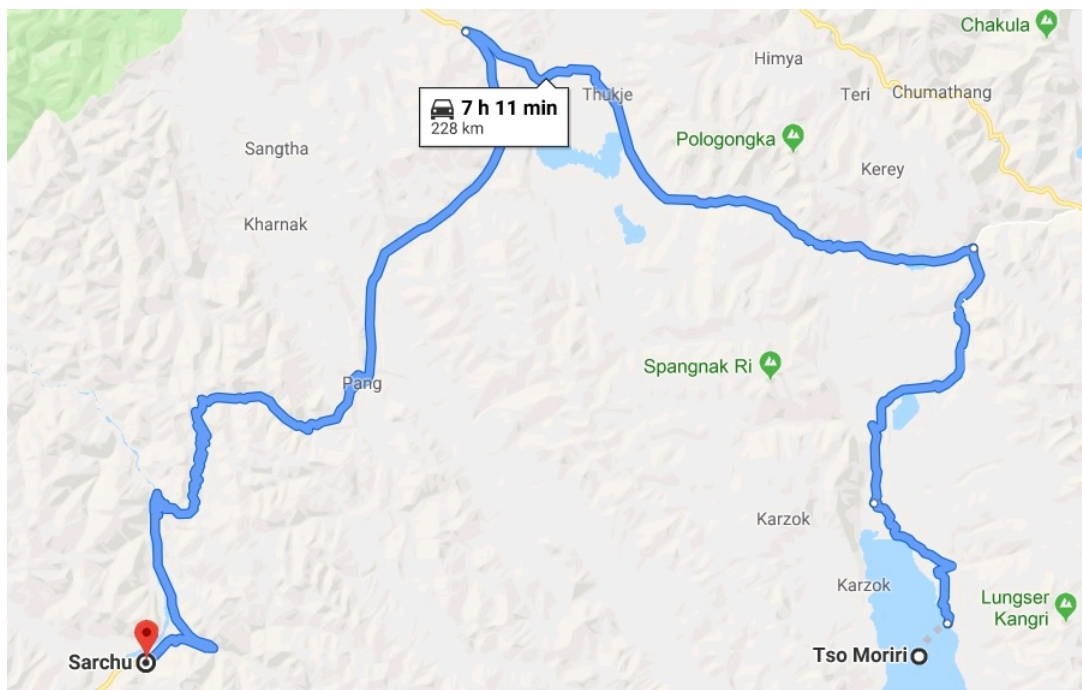 Chakula
Himya
Thukje
Teri
Chumathang
7 h 11 min
228 km
Pologongka
Sangtha
Kerey
Kharnak
Spangnak Ri
Pang
Karzok
Karzok
Lungser
Kangri
Sarchu
Tso Moriri